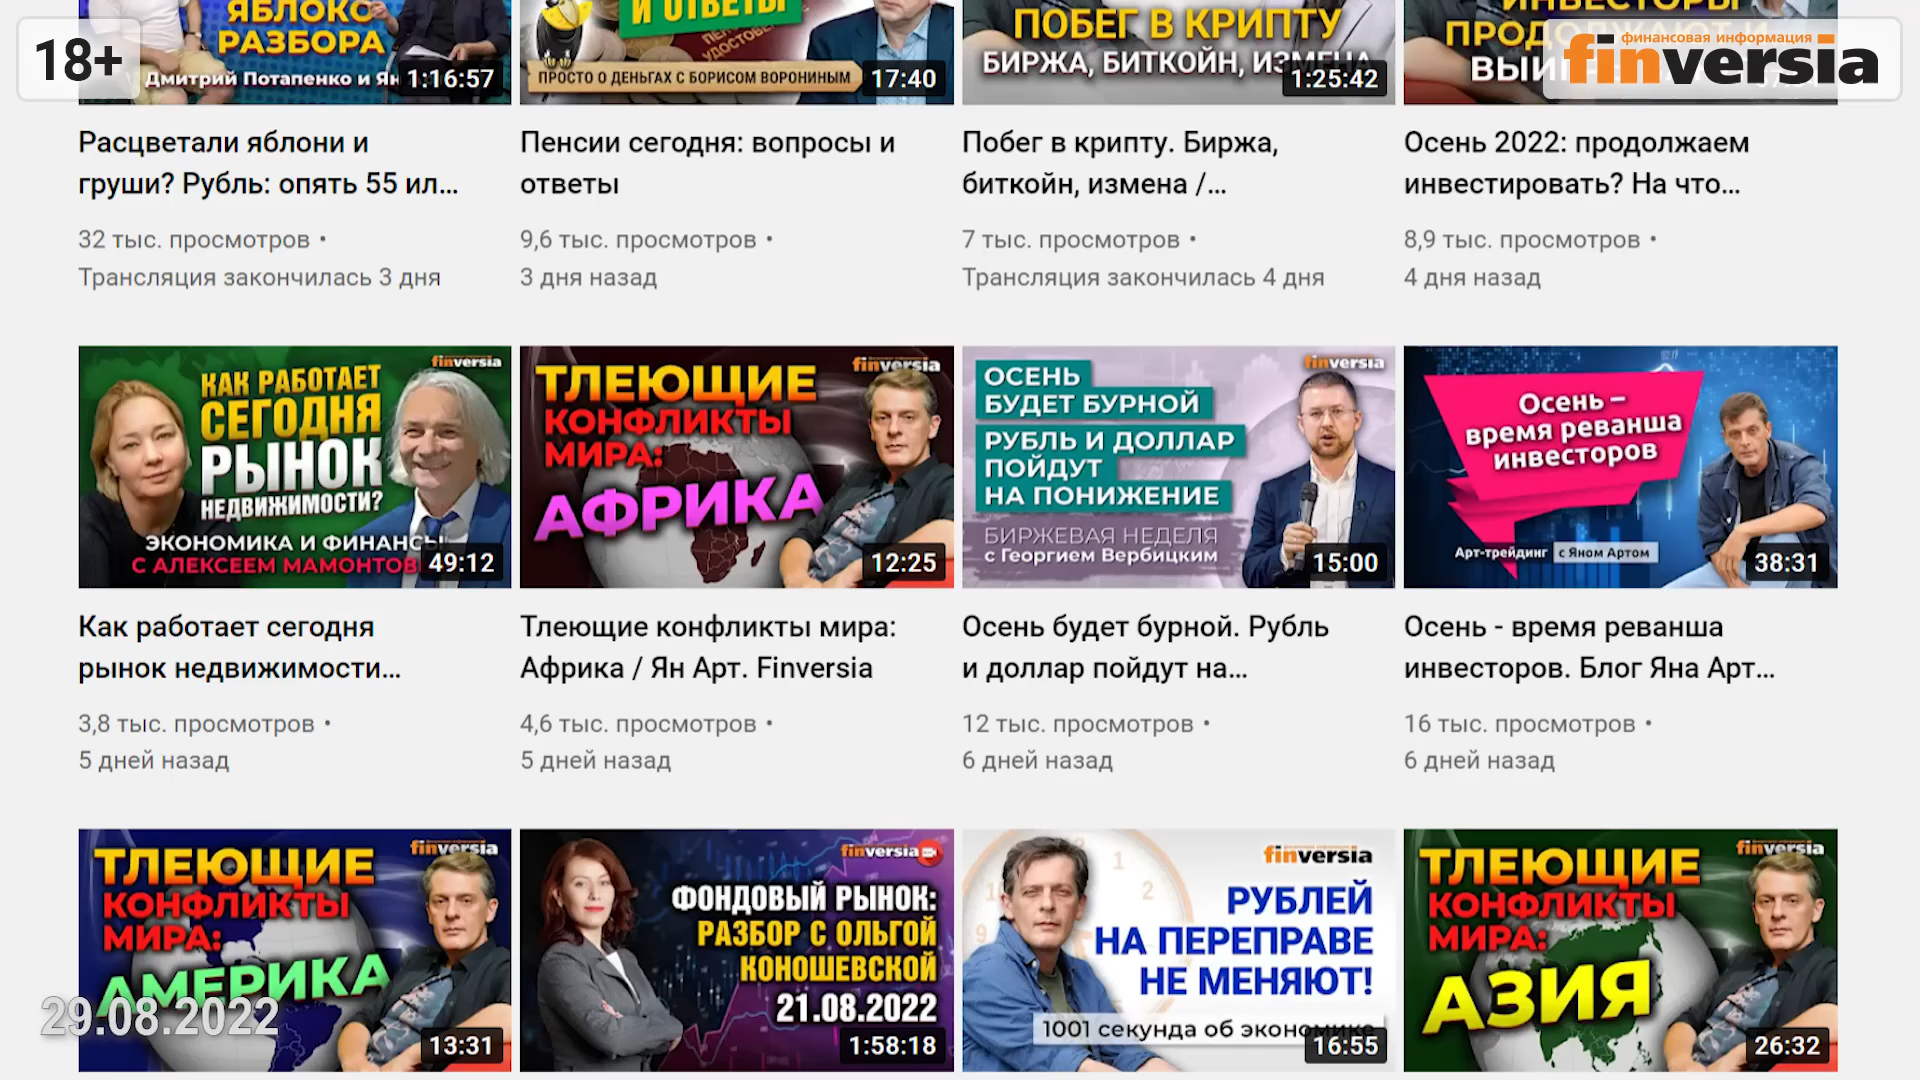 18+
ЯБЛОКО
РАЗБОРА
Дмитрий Потапенко и Ян
1:16:57
И ОТВЕТЫ
ПРОСТО О ДЕНЬГАХ С БОРИСОМ ВОРОНИНЫМ
17:40
ПОБЕГ В КРИПТУ
БИРЖА, БИТКОЙН, ИЗМЕНА
1:25:42
ИНВЕСТОРЫ
финансовая информация
finversia
Расцветали яблони и
груши? Рубль: опять 55 ил...
32 тыс. просмотров •
Трансляция закончилась 3 дня
Пенсии сегодня: вопросы и
ответы
9,6 тыс. просмотров •
3 дня назад
Побег в крипту. Биржа,
биткойн, измена /...
7 тыс. просмотров •
Трансляция закончилась 4 дня
Осень 2022: продолжаем
инвестировать? На что...
8,9 тыс. просмотров •
4 дня назад
finversia
КАК РАБОТАЕТ
СЕГОДНЯ
РЫНОК
НЕДВИЖИМОСТИ?
ЭКОНОМИКА И ФИНАНСЫ
С АЛЕКСЕЕМ МАМОНТОВ
49:12
finversia
ТЛЕЮЩИЕ
КОНФЛИКТЫ
МИРА:
АФРИКА
12:25
finversia
ОСЕНЬ
БУДЕТ БУРНОЙ
РУБЛЬ И ДОЛЛАР
ПОЙДУТ
НА ПОНИЖЕНИЕ
БИРЖЕВАЯ НЕДЕЛЯ
с Георгием Вербицким
15:00
Осень –
время реванша
инвесторов
Арт-трейдинг с Яном Артом
38:31
Как работает сегодня
рынок недвижимости...
3,8 тыс. просмотров •
5 дней назад
Тлеющие конфликты мира:
Африка / Ян Арт. Finversia
4,6 тыс. просмотров •
5 дней назад
Осень будет бурной. Рубль
и доллар пойдут на...
12 тыс. просмотров •
6 дней назад
Осень - время реванша
инвесторов. Блог Яна Арт...
16 тыс. просмотров •
6 дней назад
finversia
ТЛЕЮЩИЕ
КОНФЛИКТЫ
МИРА:
АМЕРИКА
29.08.2022
13:31
finversia
ФОНДОВЫЙ РЫНОК:
РАЗБОР С ОЛЬГОЙ
КОНОШЕВСКОЙ
21.08.2022
1:58:18
finversia
РУБЛЕЙ
НА ПЕРЕПРАВЕ
НЕ МЕНЯЮТ!
1001 секунда об экономике
16:55
finversia
ТЛЕЮЩИЕ
КОНФЛИКТЫ
МИРА:
АЗИЯ
26:32